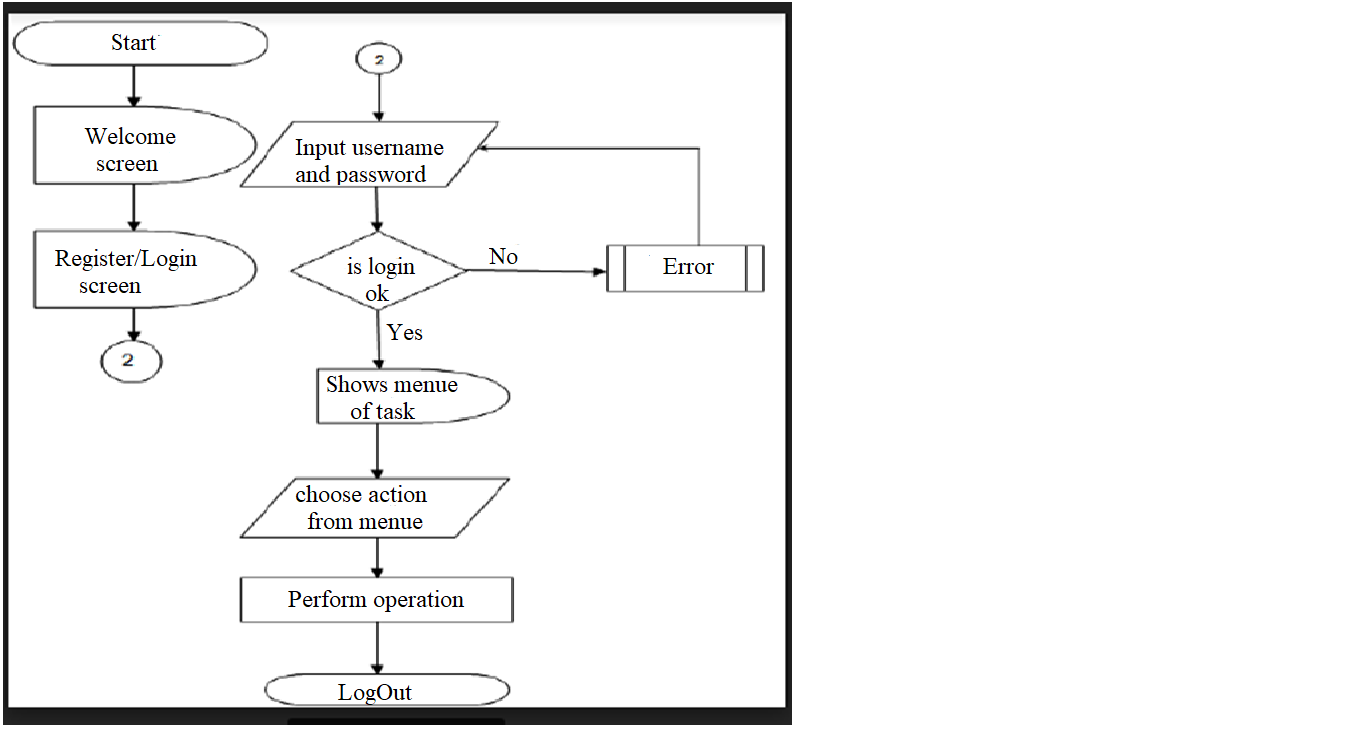 Start
Welcome
screen
Register/Login
screen
2
2
Input username
and password
is login
ok
No
Error
Yes
Shows menue
of task
choose action
from menue
Perform operation
LogOut